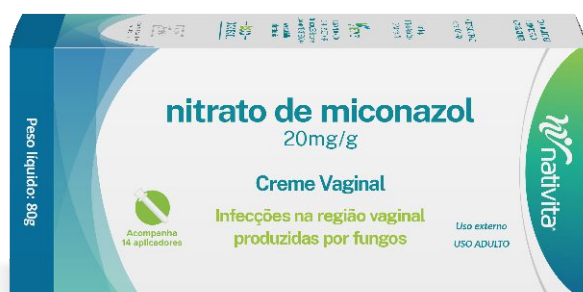 nitrato de miconazol
20mg/g
Creme Vaginal
Infecções na região vaginal
produzidas por fungos
Acompanha
14 aplicadores
Uso externo
USO ADULTO
Peso líquido: 80g
nativita